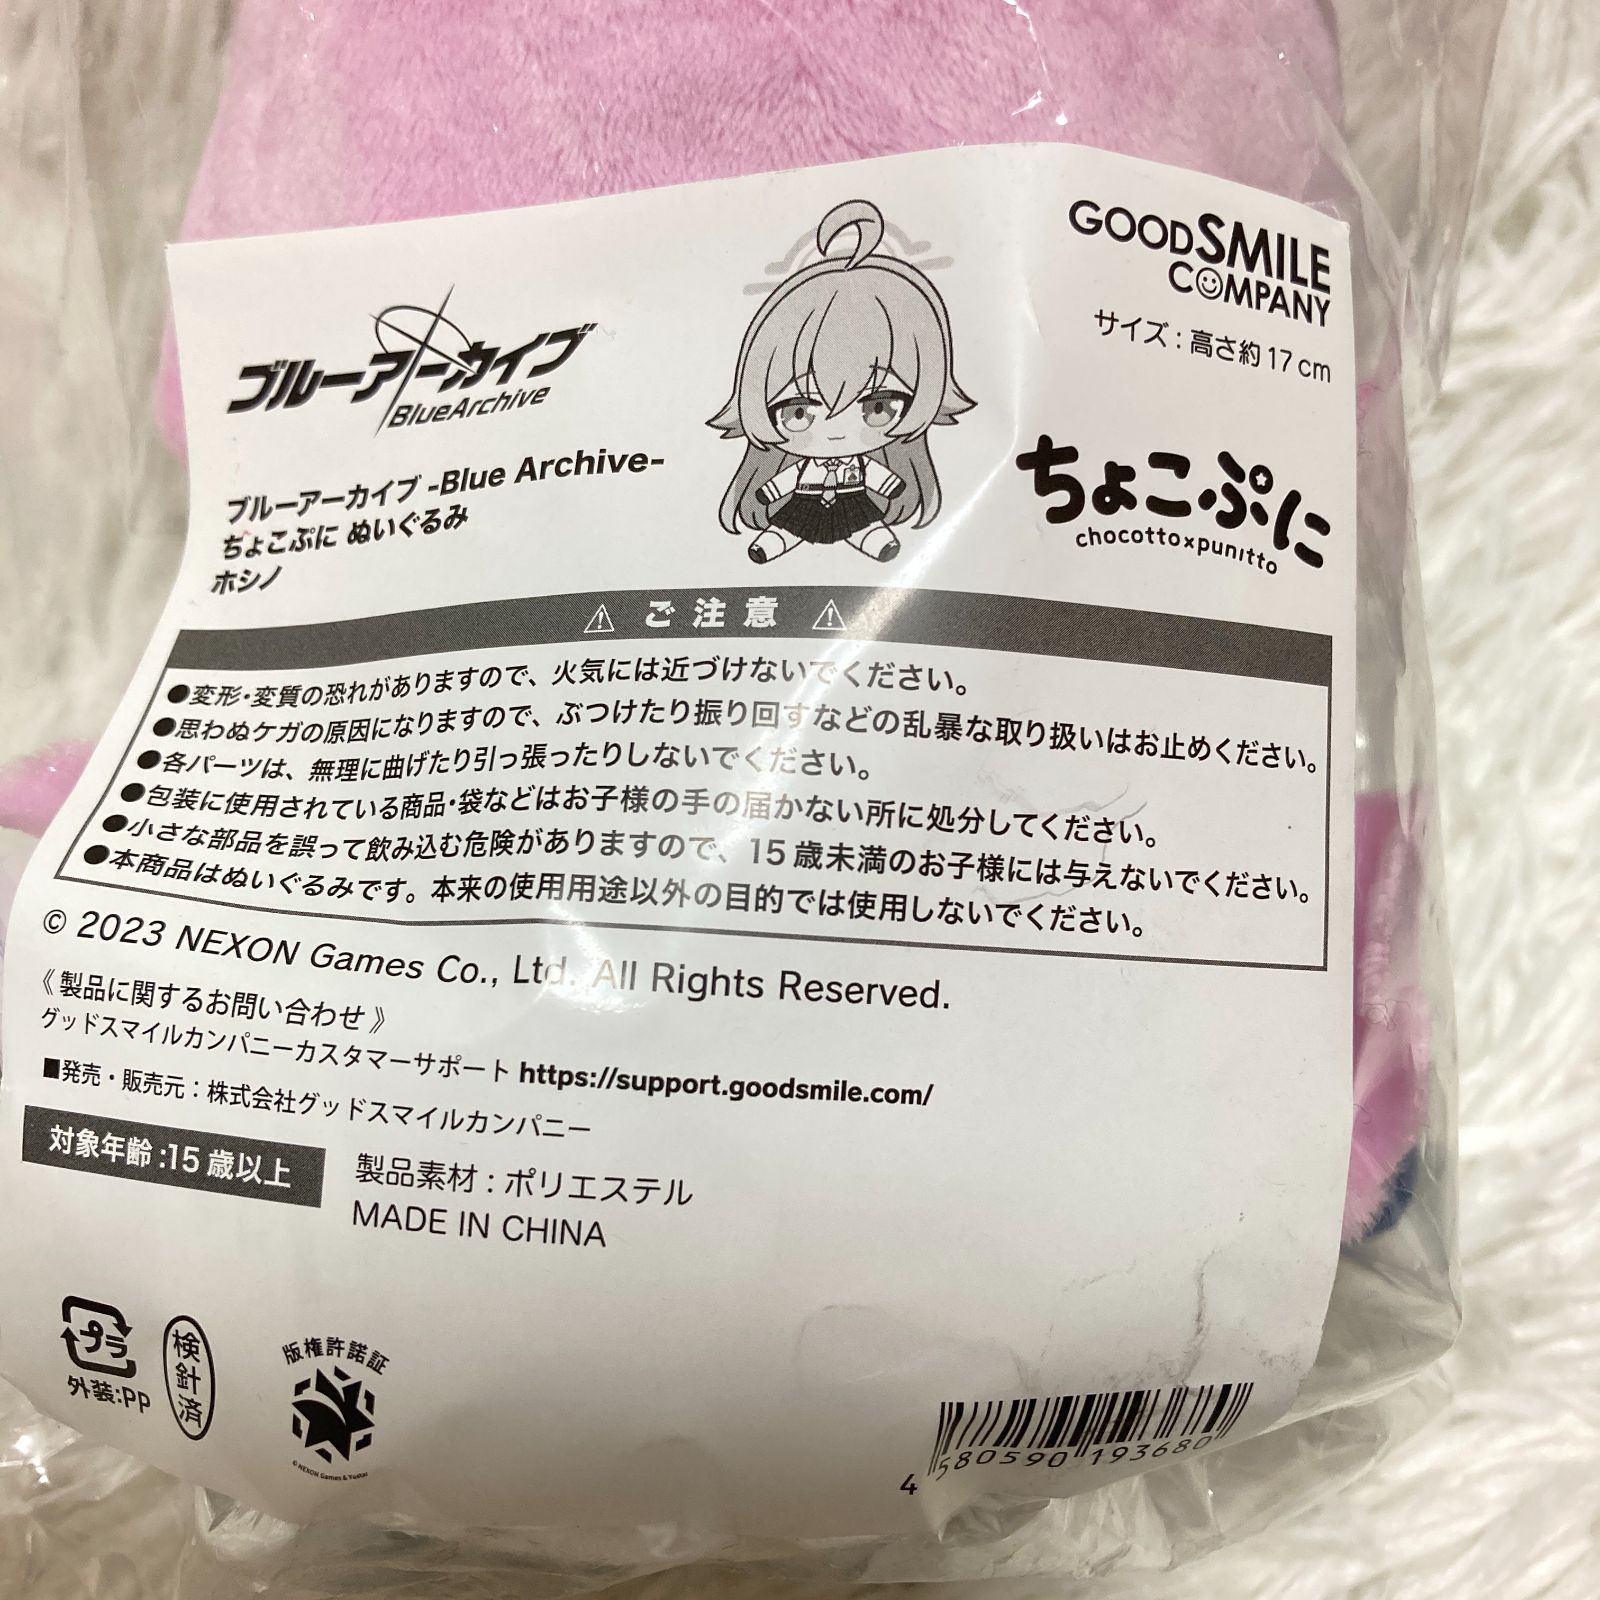 GOODSMILE
COMPANY
サイズ : 高さ約 17 cm
ブルーアーカイブ
BlueArchive
ブルーアーカイブ -Blue Archive-
ちょこぷに ぬいぐるみ
ホシノ
ちょこぷに
chocotto×punitto
⚠ ご注意 ⚠
●変形・変質の恐れがありますので、火気には近づけないでください。
●思わぬケガの原因になりますので、ぶつけたり振り回すなどの乱暴な取り扱いはお止めください。
●各パーツは、無理に曲げたり引っ張ったりしないでください。
●包装に使用されている商品・袋などはお子様の手の届かない所に処分してください。
●小さな部品を誤って飲み込む危険がありますので、15歳未満のお子様には与えないでください。
●本商品はぬいぐるみです。本来の使用用途以外の目的では使用しないでください。
© 2023 NEXON Games Co., Ltd. All Rights Reserved.
《 製品に関するお問い合わせ 》
グッドスマイルカンパニーカスタマーサポート https://support.goodsmile.com/
■発売・販売元：株式会社グッドスマイルカンパニー
対象年齢 :15 歳以上
製品素材 : ポリエステル
MADE IN CHINA
プラ
外装:PP
検針済
版権許諾証
© NEXON Games & Yostar
4 580590 193680